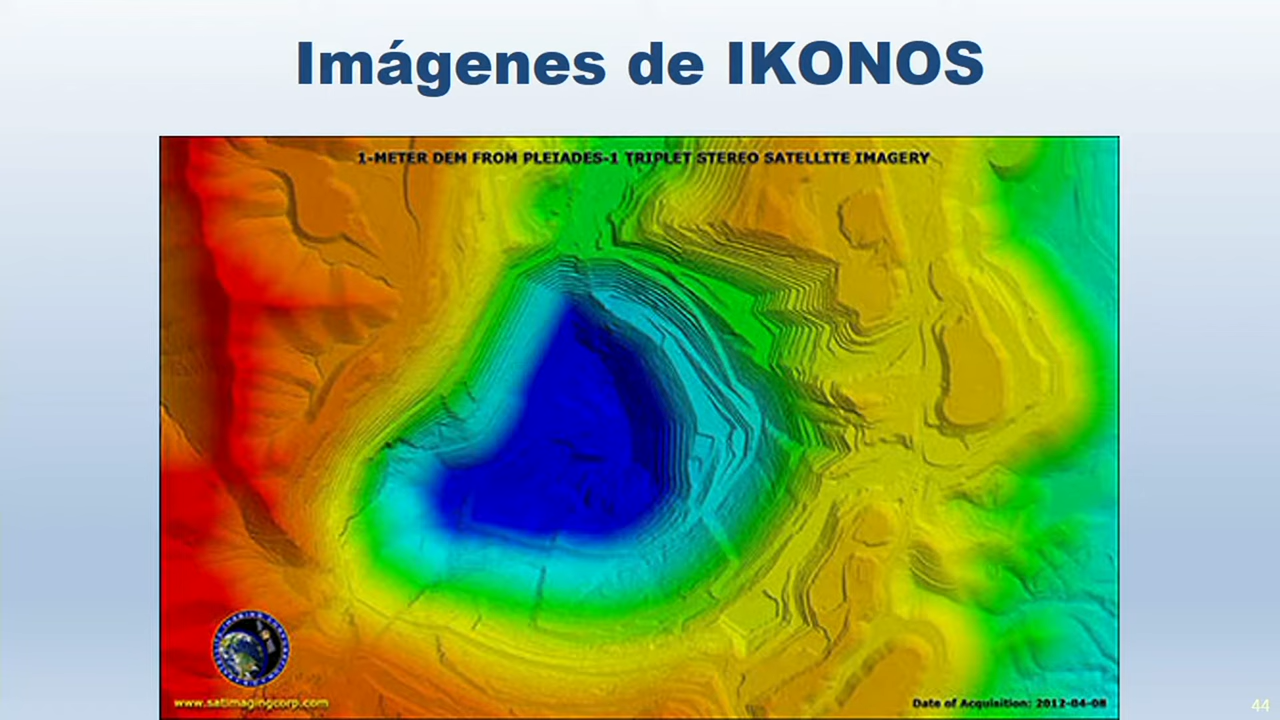 Imágenes de IKONOS
1-METER DEM FROM PLEIADES-1 TRIPLET STEREO SATELLITE IMAGERY
www.satimagingcorp.com
Date of Acquisition: 2012-04-08
44